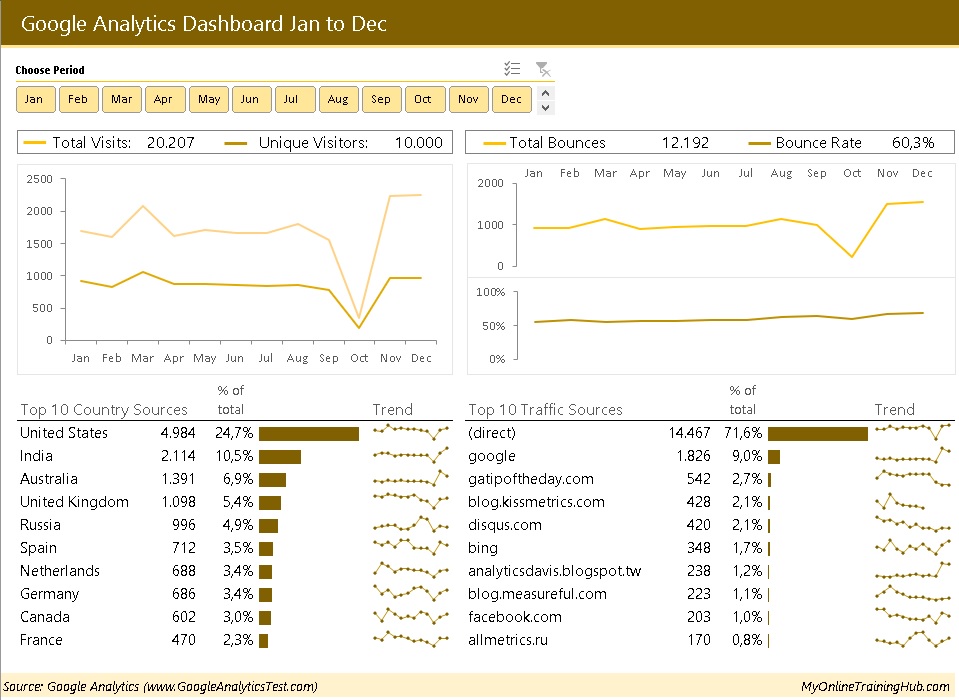 Google Analytics Dashboard Jan to Dec
Choose Period
Jan Feb Mar Apr May Jun Jul Aug Sep Oct Nov Dec
Total Visits: 20.207 Unique Visitors: 10.000
2500
2000
1500
1000
500
0
Jan Feb Mar Apr May Jun Jul Aug Sep Oct Nov Dec
Total Bounces 12.192 Bounce Rate 60,3%
Jan Feb Mar Apr May Jun Jul Aug Sep Oct Nov Dec
2000
1000
0
100%
50%
0%
Top 10 Country Sources % of total Trend
United States 4.984 24,7%
India 2.114 10,5%
Australia 1.391 6,9%
United Kingdom 1.098 5,4%
Russia 996 4,9%
Spain 712 3,5%
Netherlands 688 3,4%
Germany 686 3,4%
Canada 602 3,0%
France 470 2,3%
Top 10 Traffic Sources % of total Trend
(direct) 14.467 71,6%
google 1.826 9,0%
gatipoftheday.com 542 2,7%
blog.kissmetrics.com 428 2,1%
disqus.com 420 2,1%
bing 348 1,7%
analyticsdavis.blogspot.tw 238 1,2%
blog.measureful.com 223 1,1%
facebook.com 203 1,0%
allmetrics.ru 170 0,8%
Source: Google Analytics (www.GoogleAnalyticsTest.com)
MyOnlineTrainingHub.com